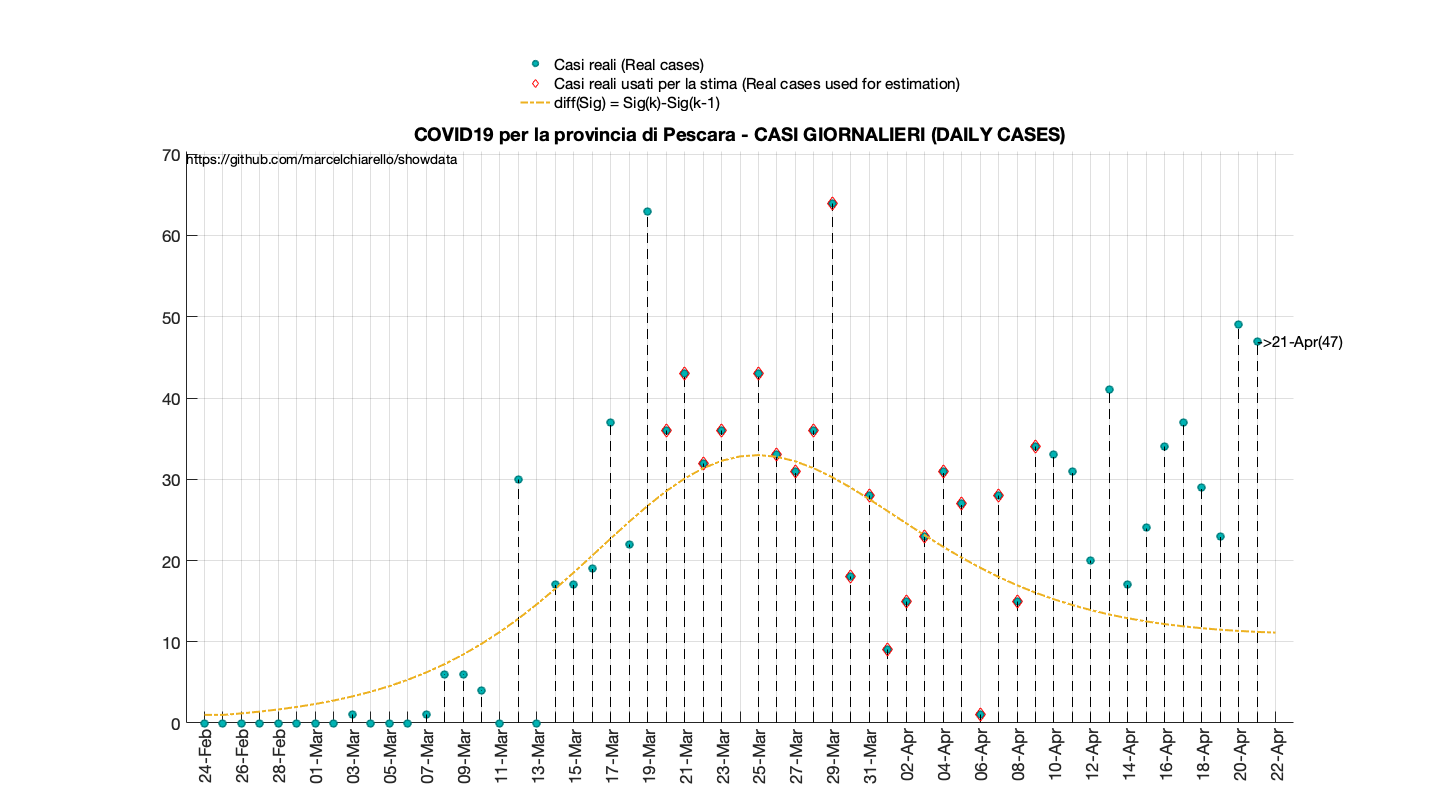 Casi reali (Real cases)
Casi reali usati per la stima (Real cases used for estimation)
diff(Sig) = Sig(k)-Sig(k-1)
COVID19 per la provincia di Pescara - CASI GIORNALIERI (DAILY CASES)
https://github.com/marcelchiarello/showdata
70
60
50
40
30
20
10
0
>21-Apr(47)
24-Feb
26-Feb
28-Feb
01-Mar
03-Mar
05-Mar
07-Mar
09-Mar
11-Mar
13-Mar
15-Mar
17-Mar
19-Mar
21-Mar
23-Mar
25-Mar
27-Mar
29-Mar
31-Mar
02-Apr
04-Apr
06-Apr
08-Apr
10-Apr
12-Apr
14-Apr
16-Apr
18-Apr
20-Apr
22-Apr